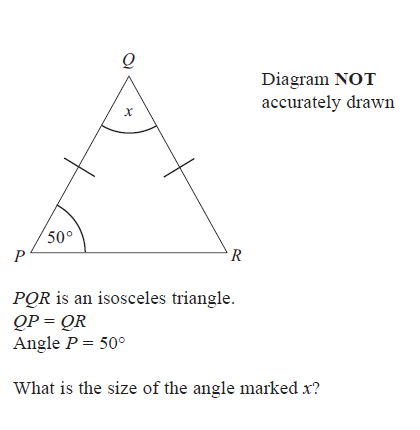 Q
Diagram NOT
accurately drawn
x
50°
P
R
PQR is an isosceles triangle.
QP = QR
Angle P = 50°
What is the size of the angle marked x?